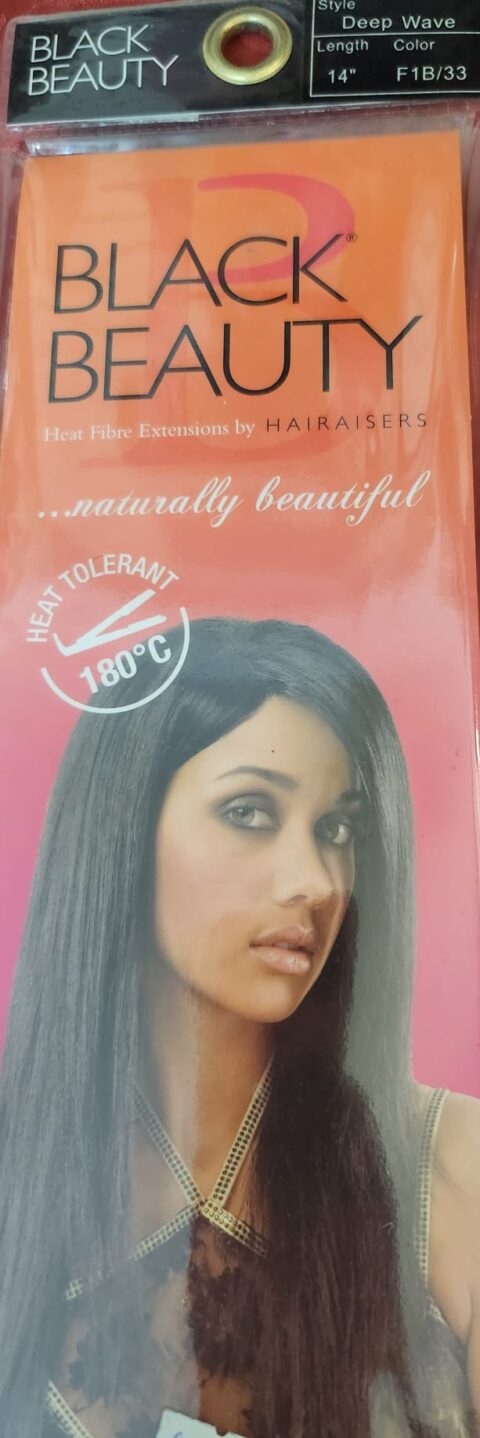 BLACK
BEAUTY
Style
Deep Wave
Length Color
14" F1B/33
BLACK®
BEAUTY
Heat Fibre Extensions by HAIRAISERS
...naturally beautiful
HEAT TOLERANT
180°C